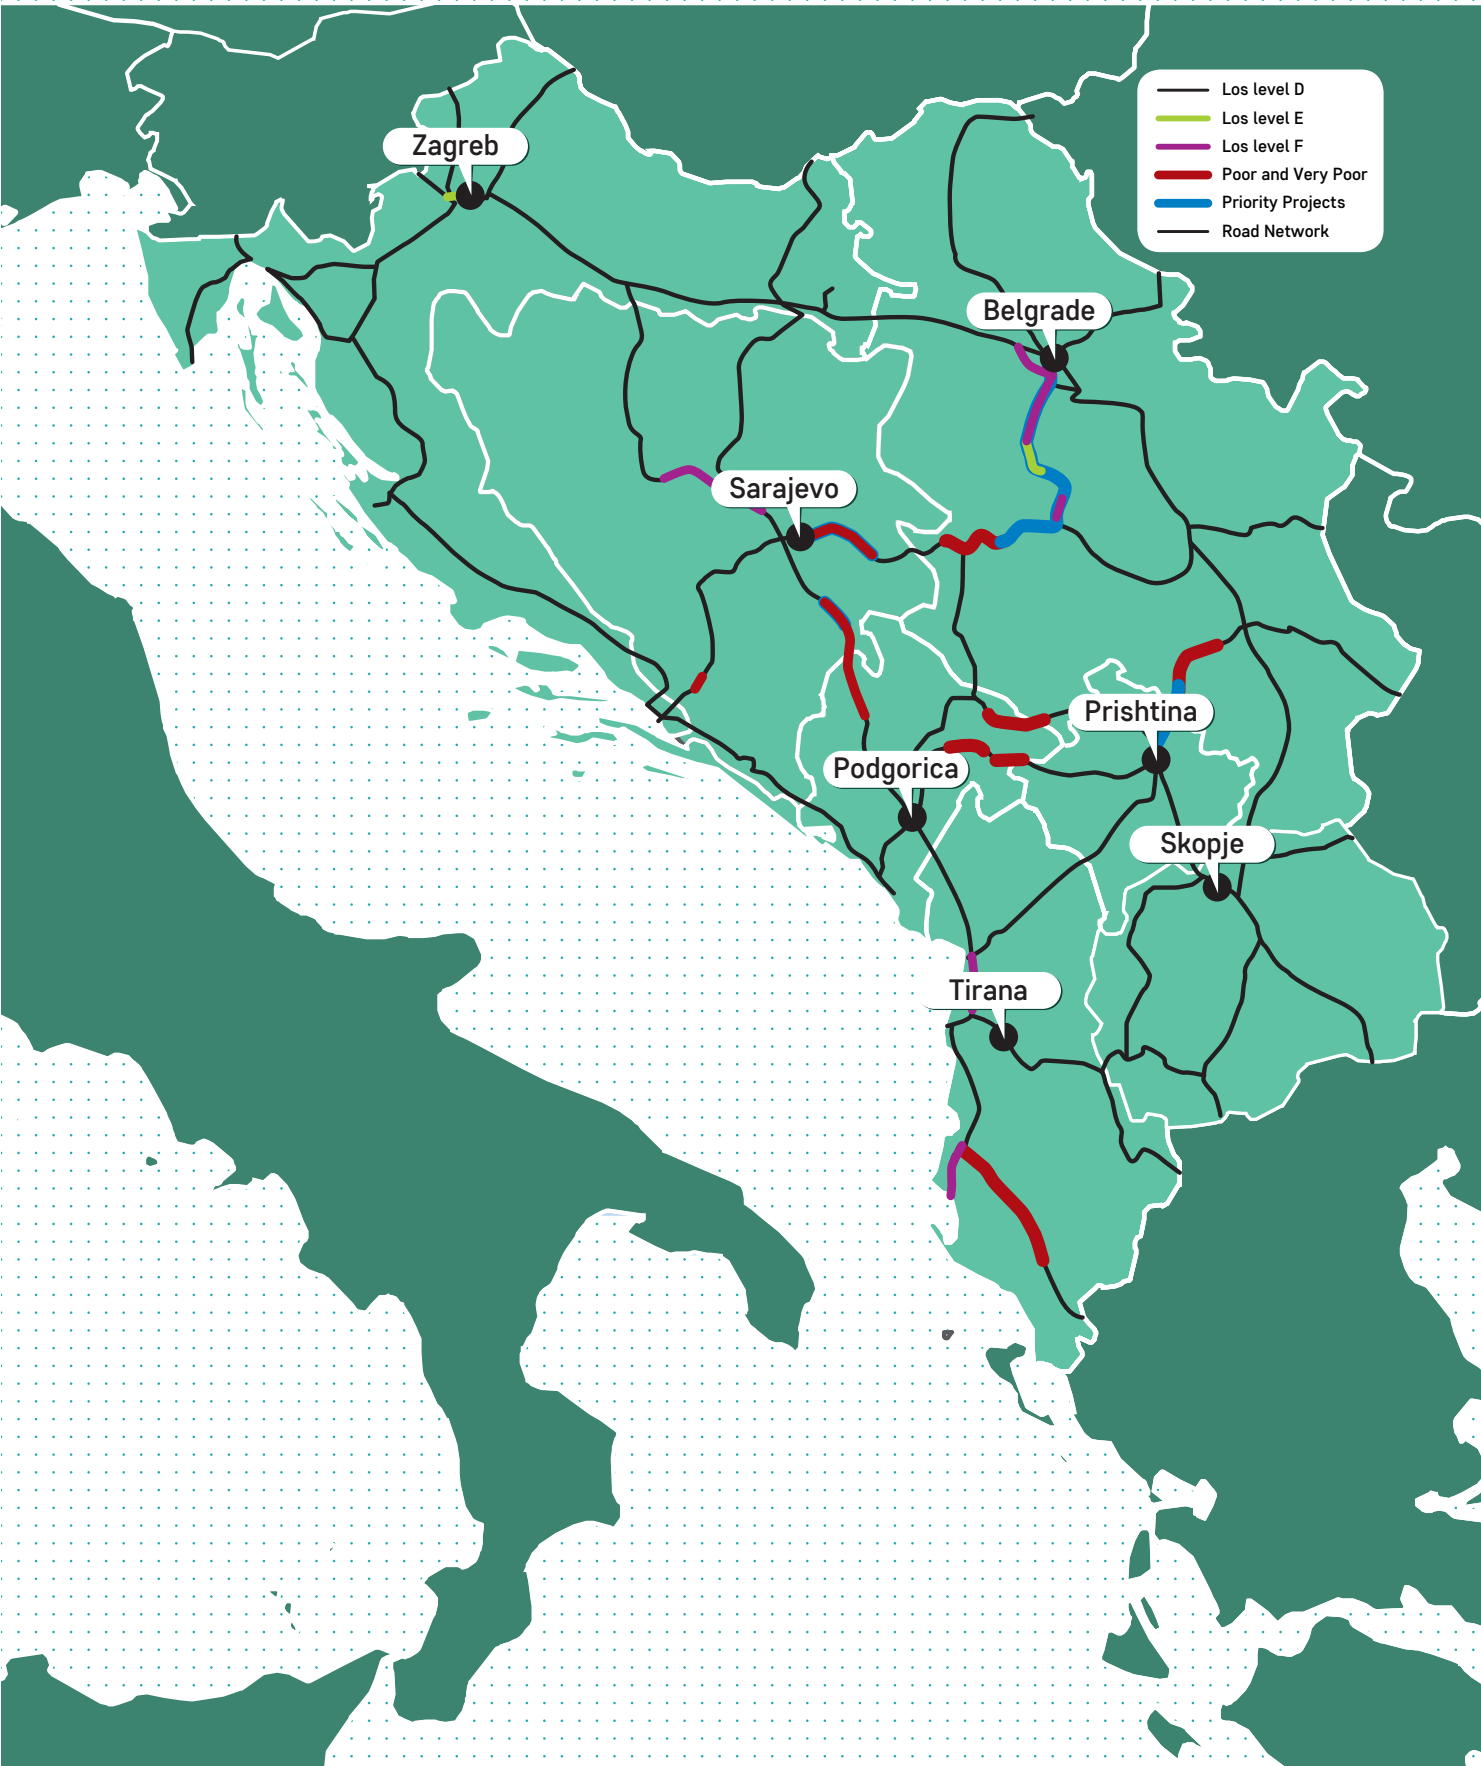 Los level D
Los level E
Los level F
Poor and Very Poor
Priority Projects
Road Network
Zagreb
Belgrade
Sarajevo
Prishtina
Podgorica
Skopje
Tirana